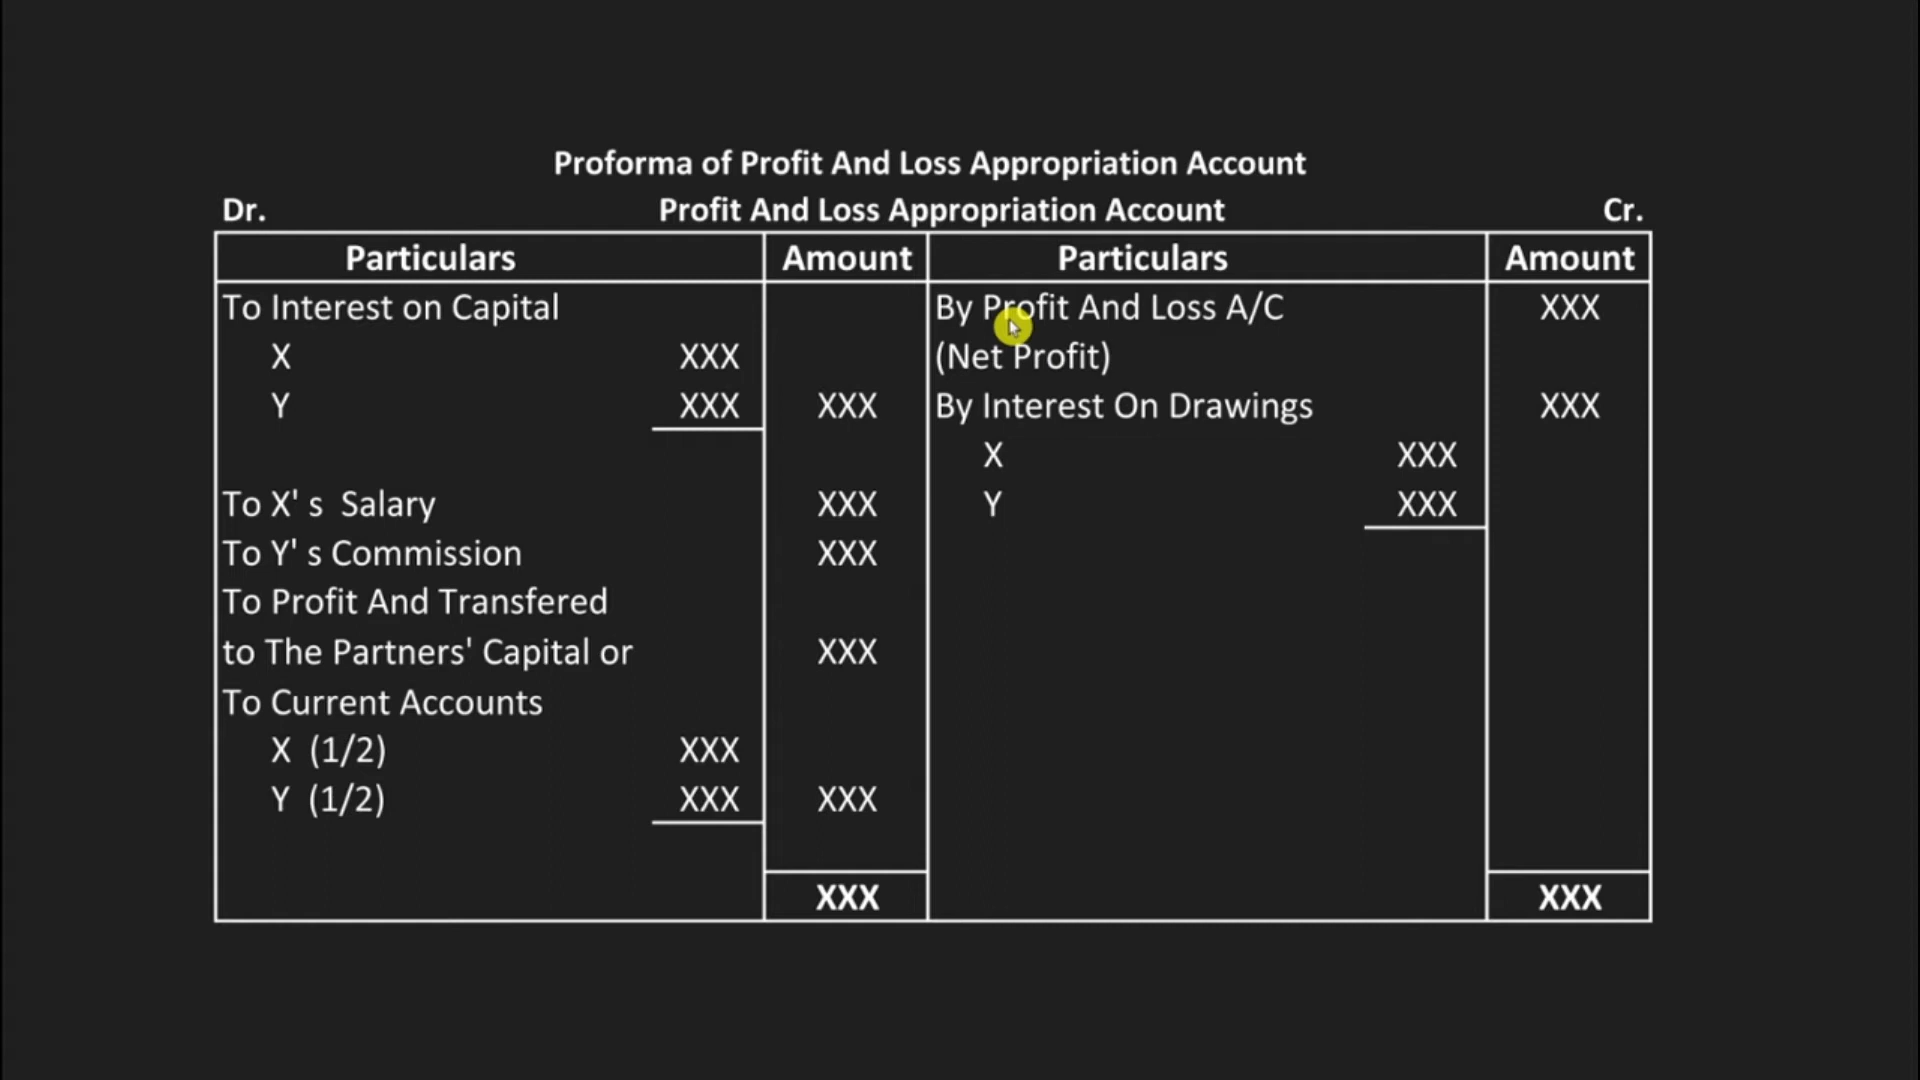 Proforma of Profit And Loss Appropriation Account
Dr. Profit And Loss Appropriation Account Cr.
Particulars Amount Particulars Amount
To Interest on Capital By Profit And Loss A/C XXX
X XXX (Net Profit)
Y XXX XXX By Interest On Drawings XXX
X XXX
To X' s Salary XXX Y XXX
To Y' s Commission XXX
To Profit And Transfered
to The Partners' Capital or XXX
To Current Accounts
X (1/2) XXX
Y (1/2) XXX XXX
XXX XXX